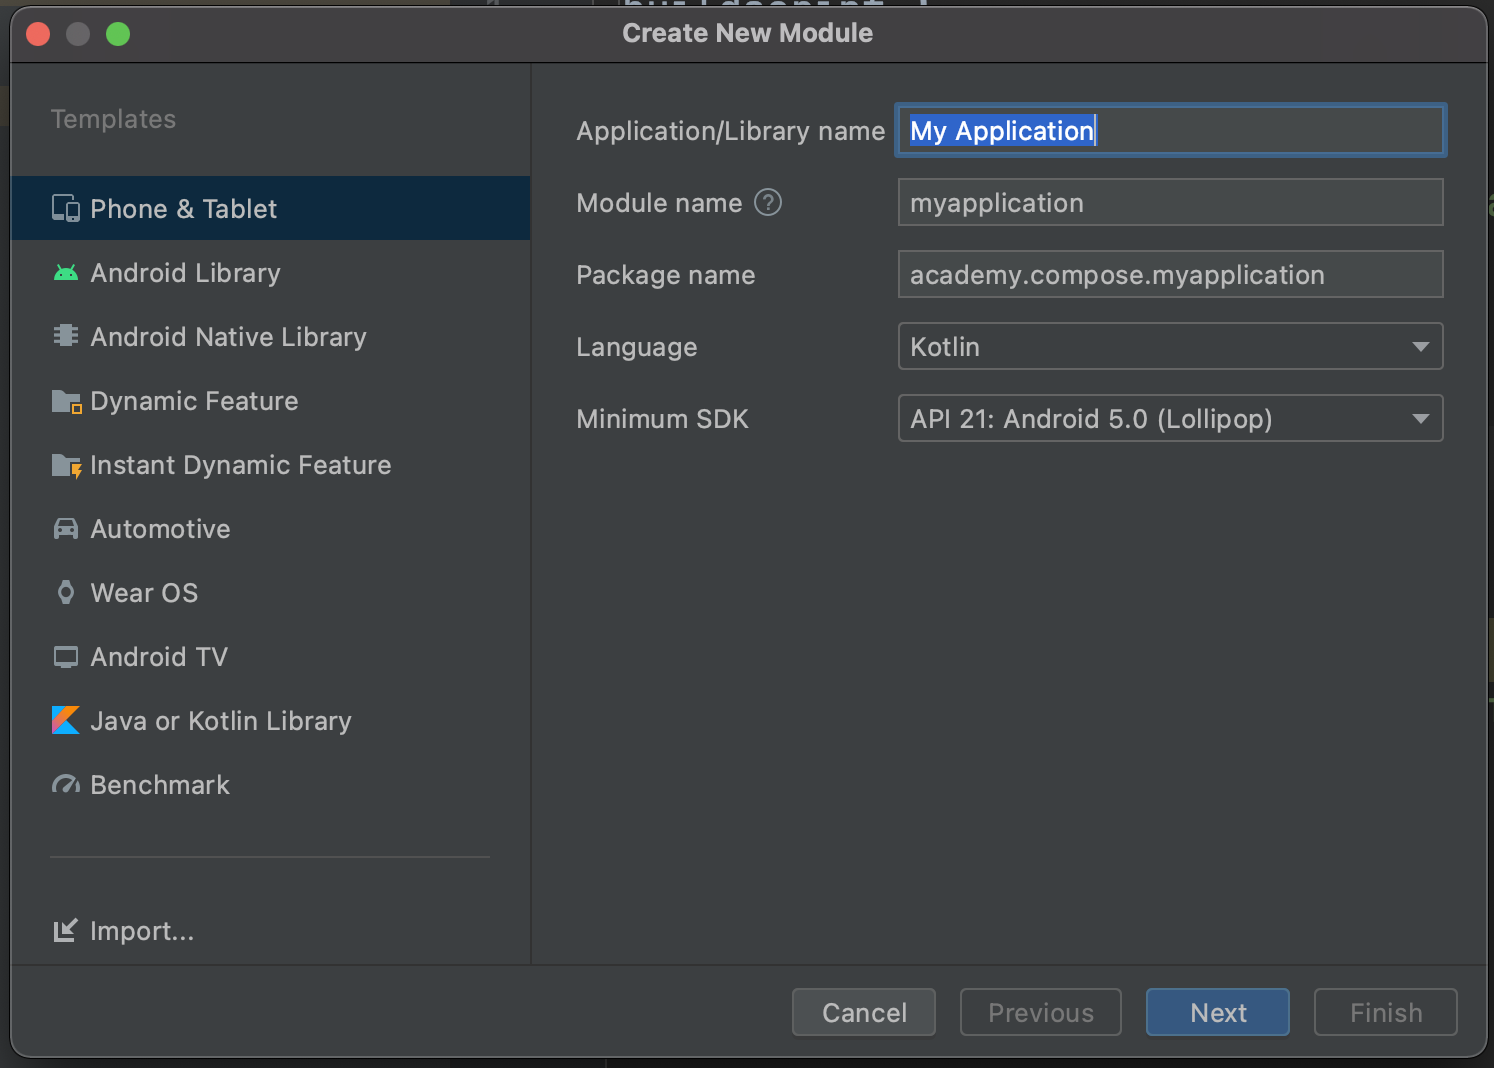 Create New Module
Templates
Phone & Tablet
Android Library
Android Native Library
Dynamic Feature
Instant Dynamic Feature
Automotive
Wear OS
Android TV
Java or Kotlin Library
Benchmark
Import...
Application/Library name My Application
Module name ? myapplication
Package name academy.compose.myapplication
Language Kotlin
Minimum SDK API 21: Android 5.0 (Lollipop)
Cancel Previous Next Finish